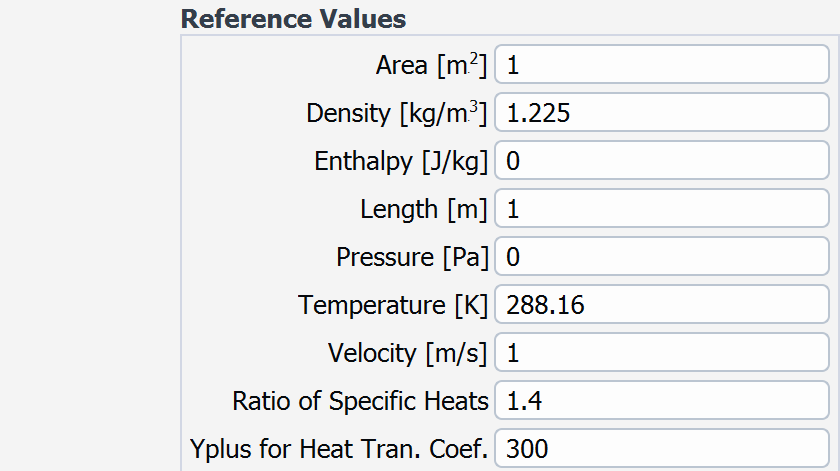 Reference Values
Area [m²] 1
Density [kg/m³] 1.225
Enthalpy [J/kg] 0
Length [m] 1
Pressure [Pa] 0
Temperature [K] 288.16
Velocity [m/s] 1
Ratio of Specific Heats 1.4
Yplus for Heat Tran. Coef. 300